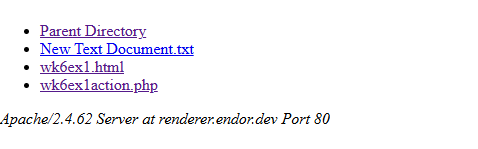 Parent Directory
New Text Document.txt
wk6ex1.html
wk6ex1action.php
Apache/2.4.62 Server at renderer.endor.dev Port 80